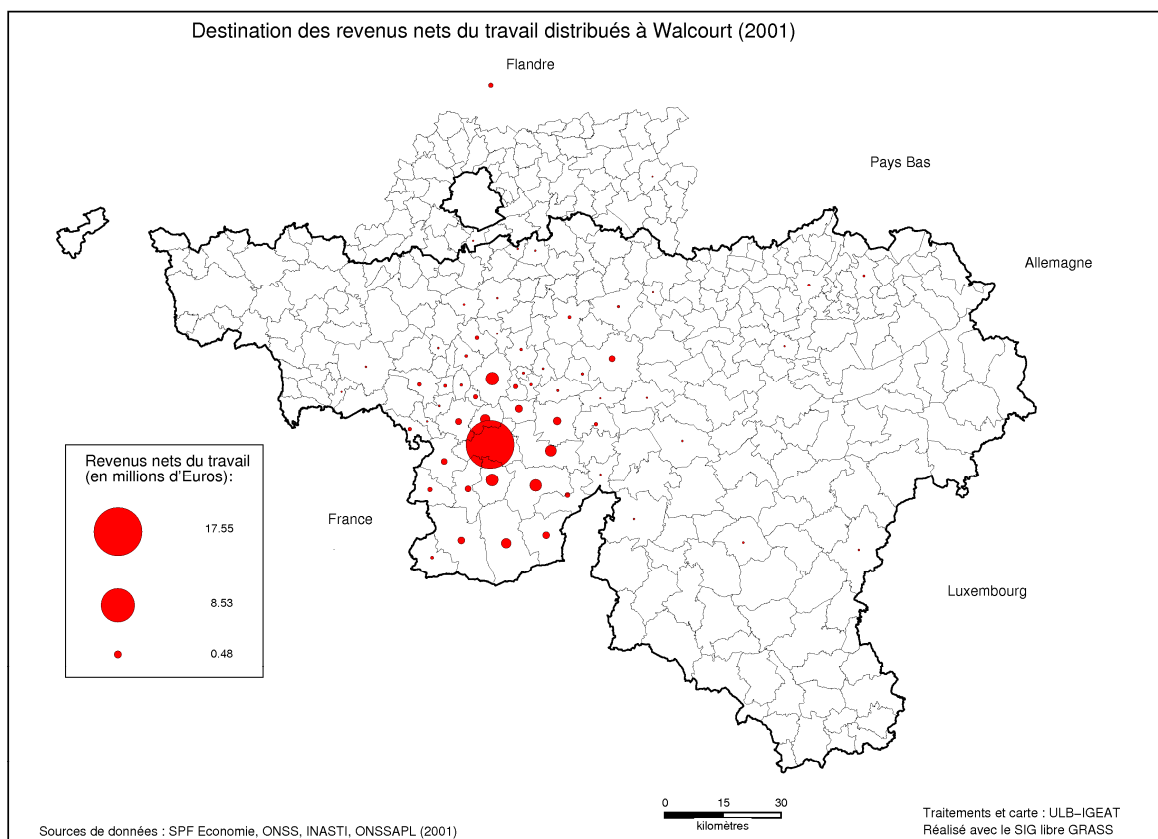 Destination des revenus nets du travail distribués à Walcourt (2001)
Flandre
Pays Bas
Allemagne
Revenus nets du travail
(en millions d'Euros):
17.55
8.53
0.48
France
Luxembourg
0 15 30
kilomètres
Sources de données : SPF Economie, ONSS, INASTI, ONSSAPL (2001)
Traitements et carte : ULB-IGEAT
Réalisé avec le SIG libre GRASS